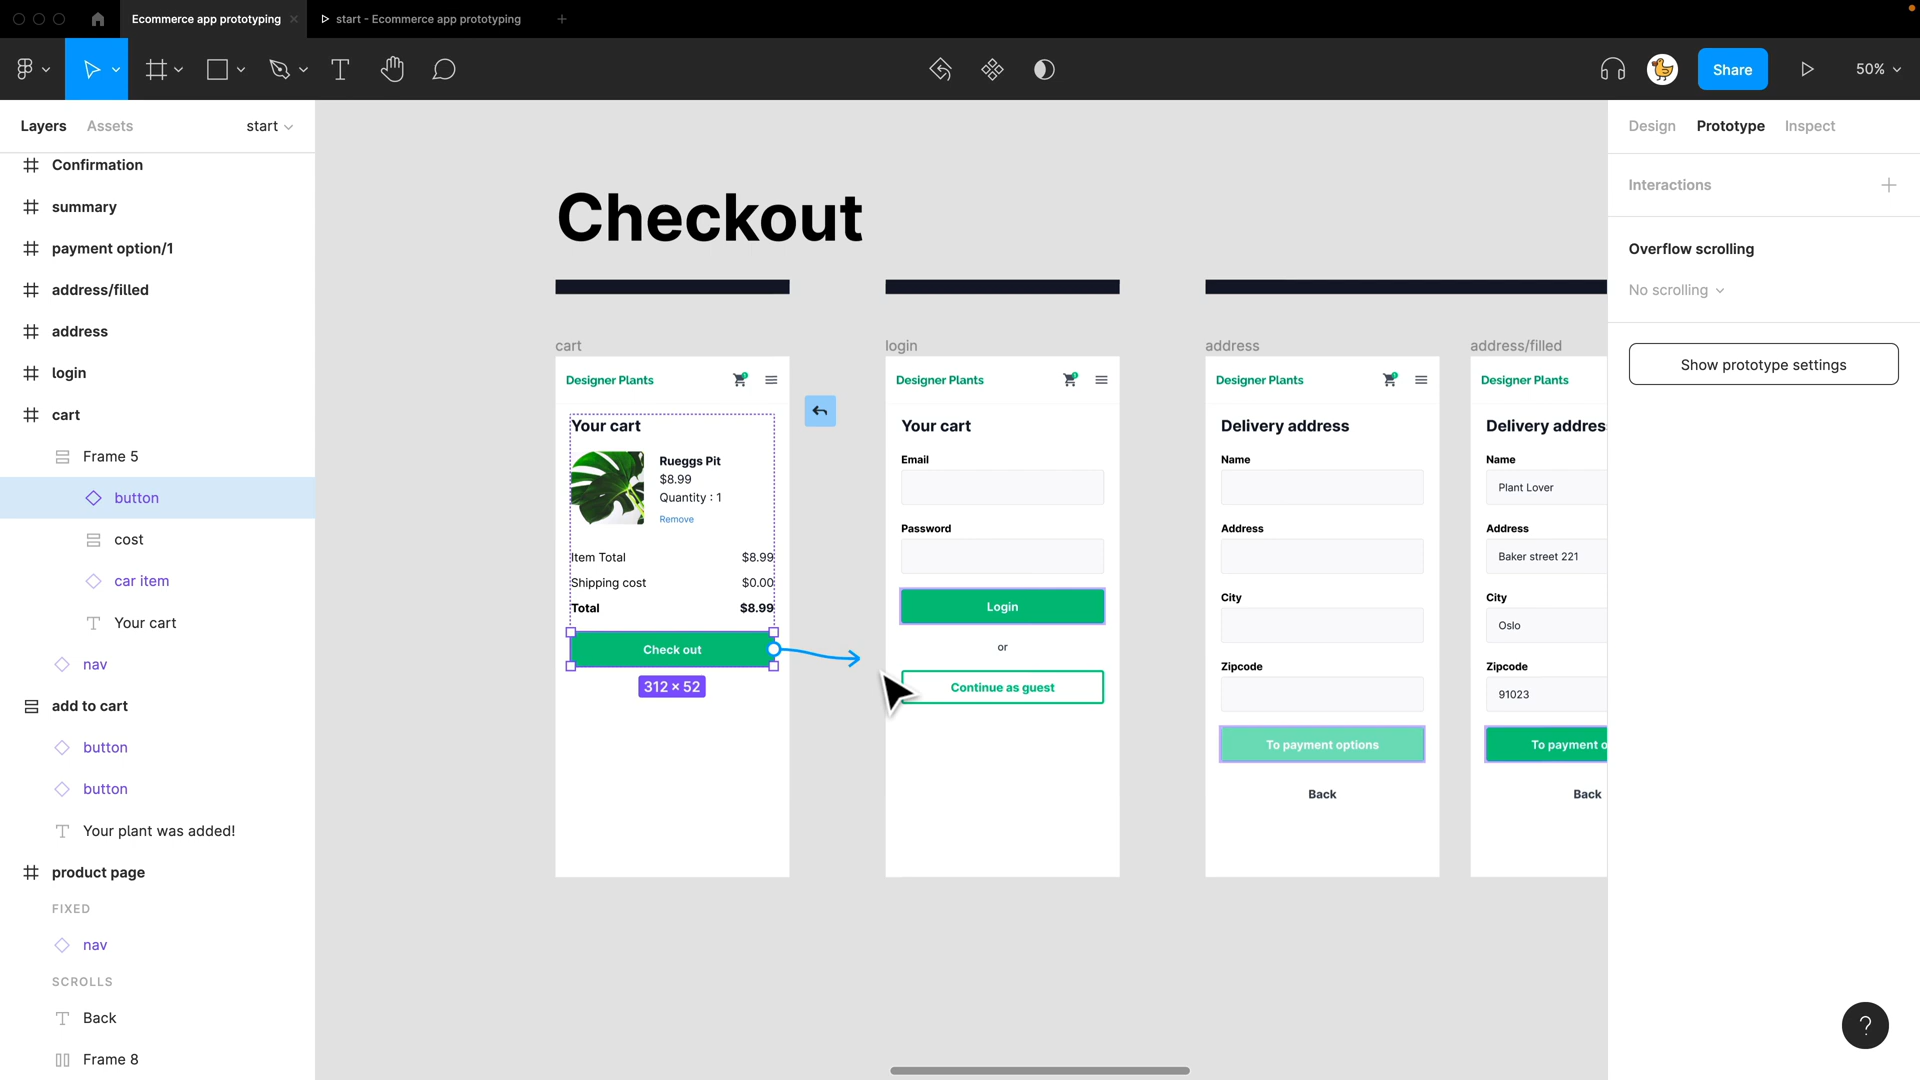 Ecommerce app prototyping
start - Ecommerce app prototyping
Share
50%
Layers
Assets
start
Confirmation
summary
payment option/1
address/filled
address
login
cart
Frame 5
button
cost
car item
Your cart
nav
add to cart
button
button
Your plant was added!
product page
FIXED
nav
SCROLLS
Back
Frame 8
Checkout
cart
Designer Plants
1
Your cart
Rueggs Pit
$8.99
Quantity : 1
Remove
Item Total $8.99
Shipping cost $0.00
Total $8.99
Check out
312 × 52
login
Designer Plants
1
Your cart
Email
Password
Login
or
Continue as guest
address
Designer Plants
1
Delivery address
Name
Address
City
Zipcode
To payment options
Back
address/filled
Designer Plants
Delivery addres
Name
Plant Lover
Address
Baker street 221
City
Oslo
Zipcode
91023
To payment o
Back
Design
Prototype
Inspect
Interactions
Overflow scrolling
No scrolling
Show prototype settings
?